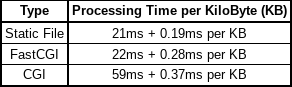 Type Processing Time per KiloByte (KB)
Static File 21ms + 0.19ms per KB
FastCGI 22ms + 0.28ms per KB
CGI 59ms + 0.37ms per KB